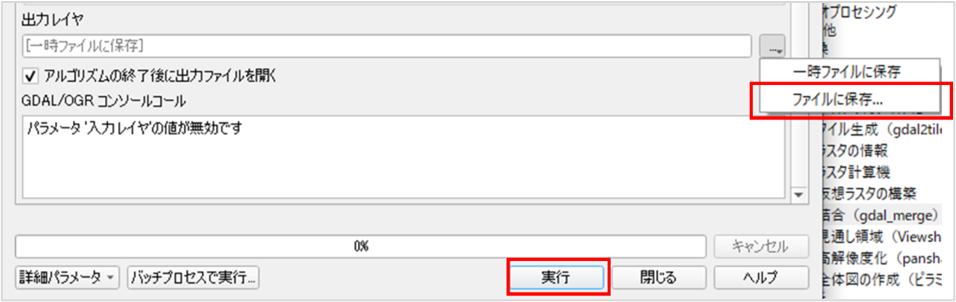 出力レイヤ
[一時ファイルに保存]
...
アルゴリズムの終了後に出力ファイルを開く
GDAL/OGR コンソールコール
パラメータ '入力レイヤ'の値が無効です
0%
キャンセル
詳細パラメータ
バッチプロセスで実行...
実行
閉じる
ヘルプ
一時ファイルに保存
ファイルに保存...
オプロセシング
他
タイル生成（gdal2tile
ラスタの情報
ラスタ計算機
仮想ラスタの構築
結合（gdal_merge）
見通し領域（Viewsh
高解像度化（pansha
全体図の作成（ピラミ